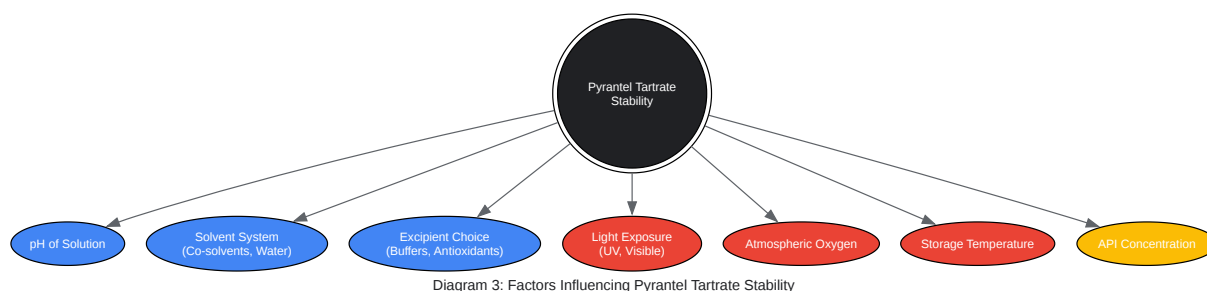 Pyrantel Tartrate
Stability
pH of Solution
Solvent System
(Co-solvents, Water)
Excipient Choice
(Buffers, Antioxidants)
Light Exposure
(UV, Visible)
Atmospheric Oxygen
Storage Temperature
API Concentration
Diagram 3: Factors Influencing Pyrantel Tartrate Stability